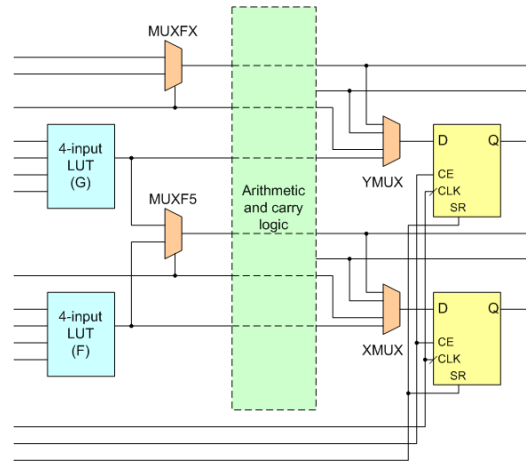 MUXFX
4-input
LUT
(G)
MUXF5
Arithmetic
and carry
logic
YMUX
D
Q
CE
CLK
SR
4-input
LUT
(F)
XMUX
D
Q
CE
CLK
SR